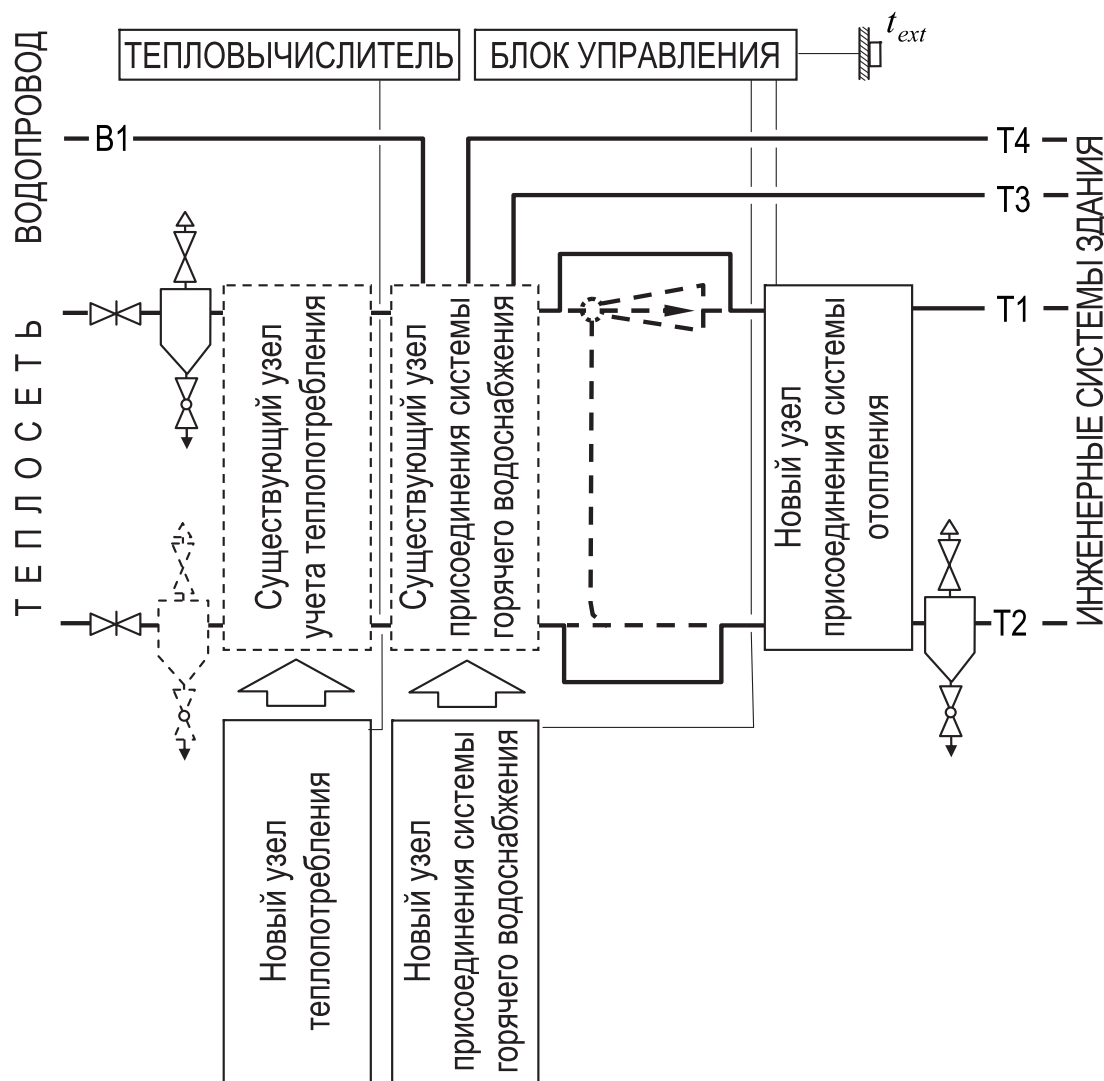 ТЕПЛОВЫЧИСЛИТЕЛЬ
БЛОК УПРАВЛЕНИЯ
t ext
ВОДОПРОВОД
ТЕПЛОСЕТЬ
В1
Т4
Т3
Т1
Т2
ИНЖЕНЕРНЫЕ СИСТЕМЫ ЗДАНИЯ
Существующий узел
учета теплопотребления
Существующий узел
присоединения системы
горячего водоснабжения
Новый узел
присоединения системы
отопления
Новый узел
теплопотребления
Новый узел
присоединения системы
горячего водоснабжения